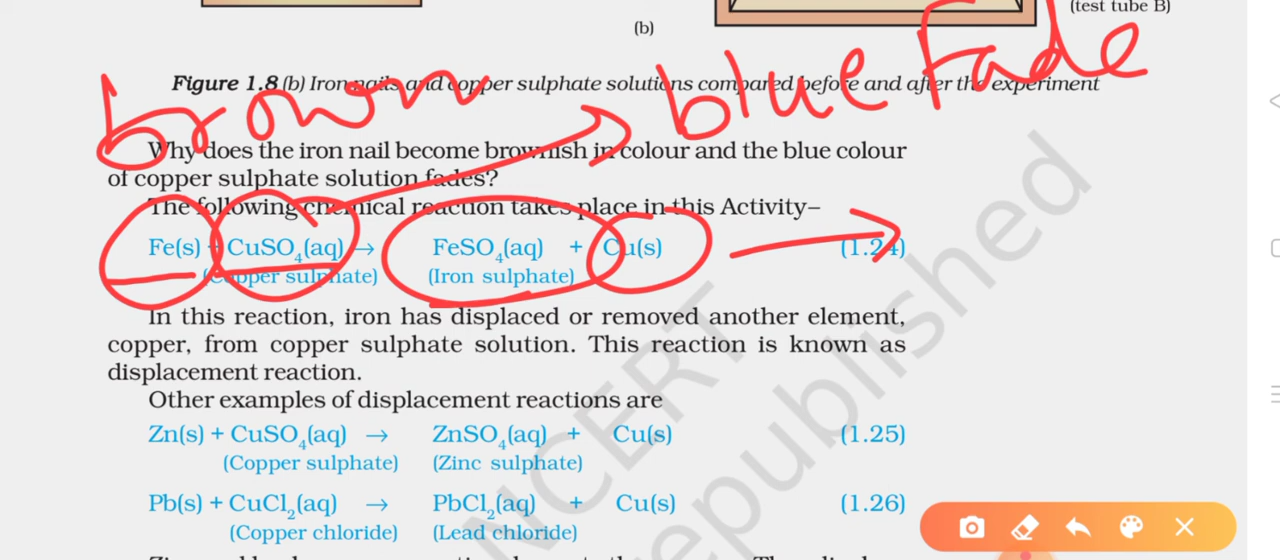 (test tube B)
(b)
blue Fade
brown
Figure 1.8 (b) Iron nails and copper sulphate solutions compared before and after the experiment
Why does the iron nail become brownish in colour and the blue colour
of copper sulphate solution fades?
The following chemical reaction takes place in this Activity–
Fe(s) + CuSO₄(aq) → FeSO₄(aq) + Cu(s) (1.24)
(Copper sulphate) (Iron sulphate)
In this reaction, iron has displaced or removed another element,
copper, from copper sulphate solution. This reaction is known as
displacement reaction.
Other examples of displacement reactions are
Zn(s) + CuSO₄(aq) → ZnSO₄(aq) + Cu(s) (1.25)
(Copper sulphate) (Zinc sulphate)
Pb(s) + CuCl₂(aq) → PbCl₂(aq) + Cu(s) (1.26)
(Copper chloride) (Lead chloride)
NCERT
republished